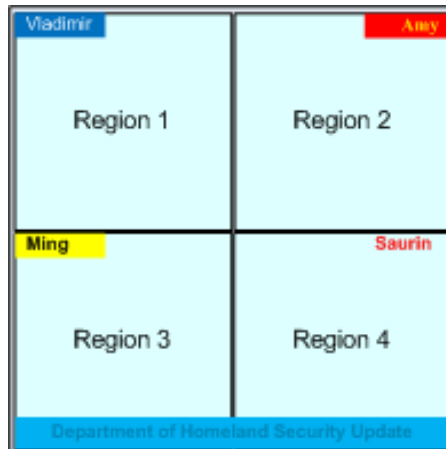 Vladimir
Amy
Region 1
Region 2
Ming
Saurin
Region 3
Region 4
Department of Homeland Security Update